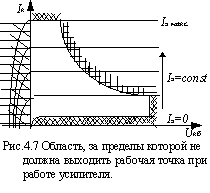 Iк
Iэ макс.
Iэ=const
Iэ=0
Uкб
Рис.4.7 Область, за пределы которой не
должна выходить рабочая точка при
работе усилителя.